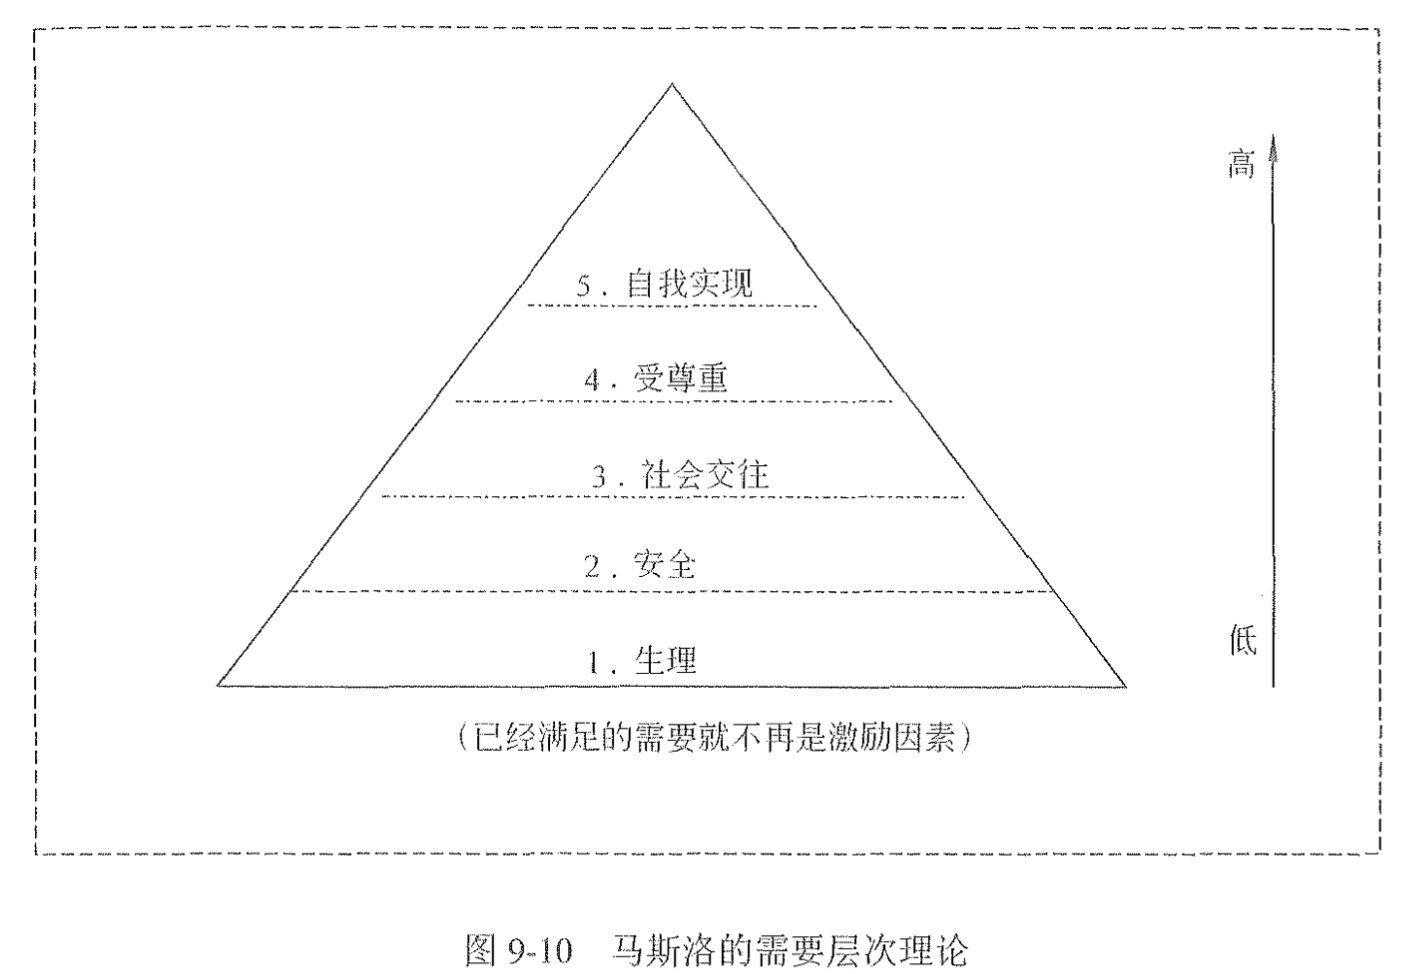 高
5. 自我实现
4. 受尊重
3. 社会交往
2. 安全
低
1. 生理
(已经满足的需要就不再是激励因素)
图 9-10 马斯洛的需要层次理论